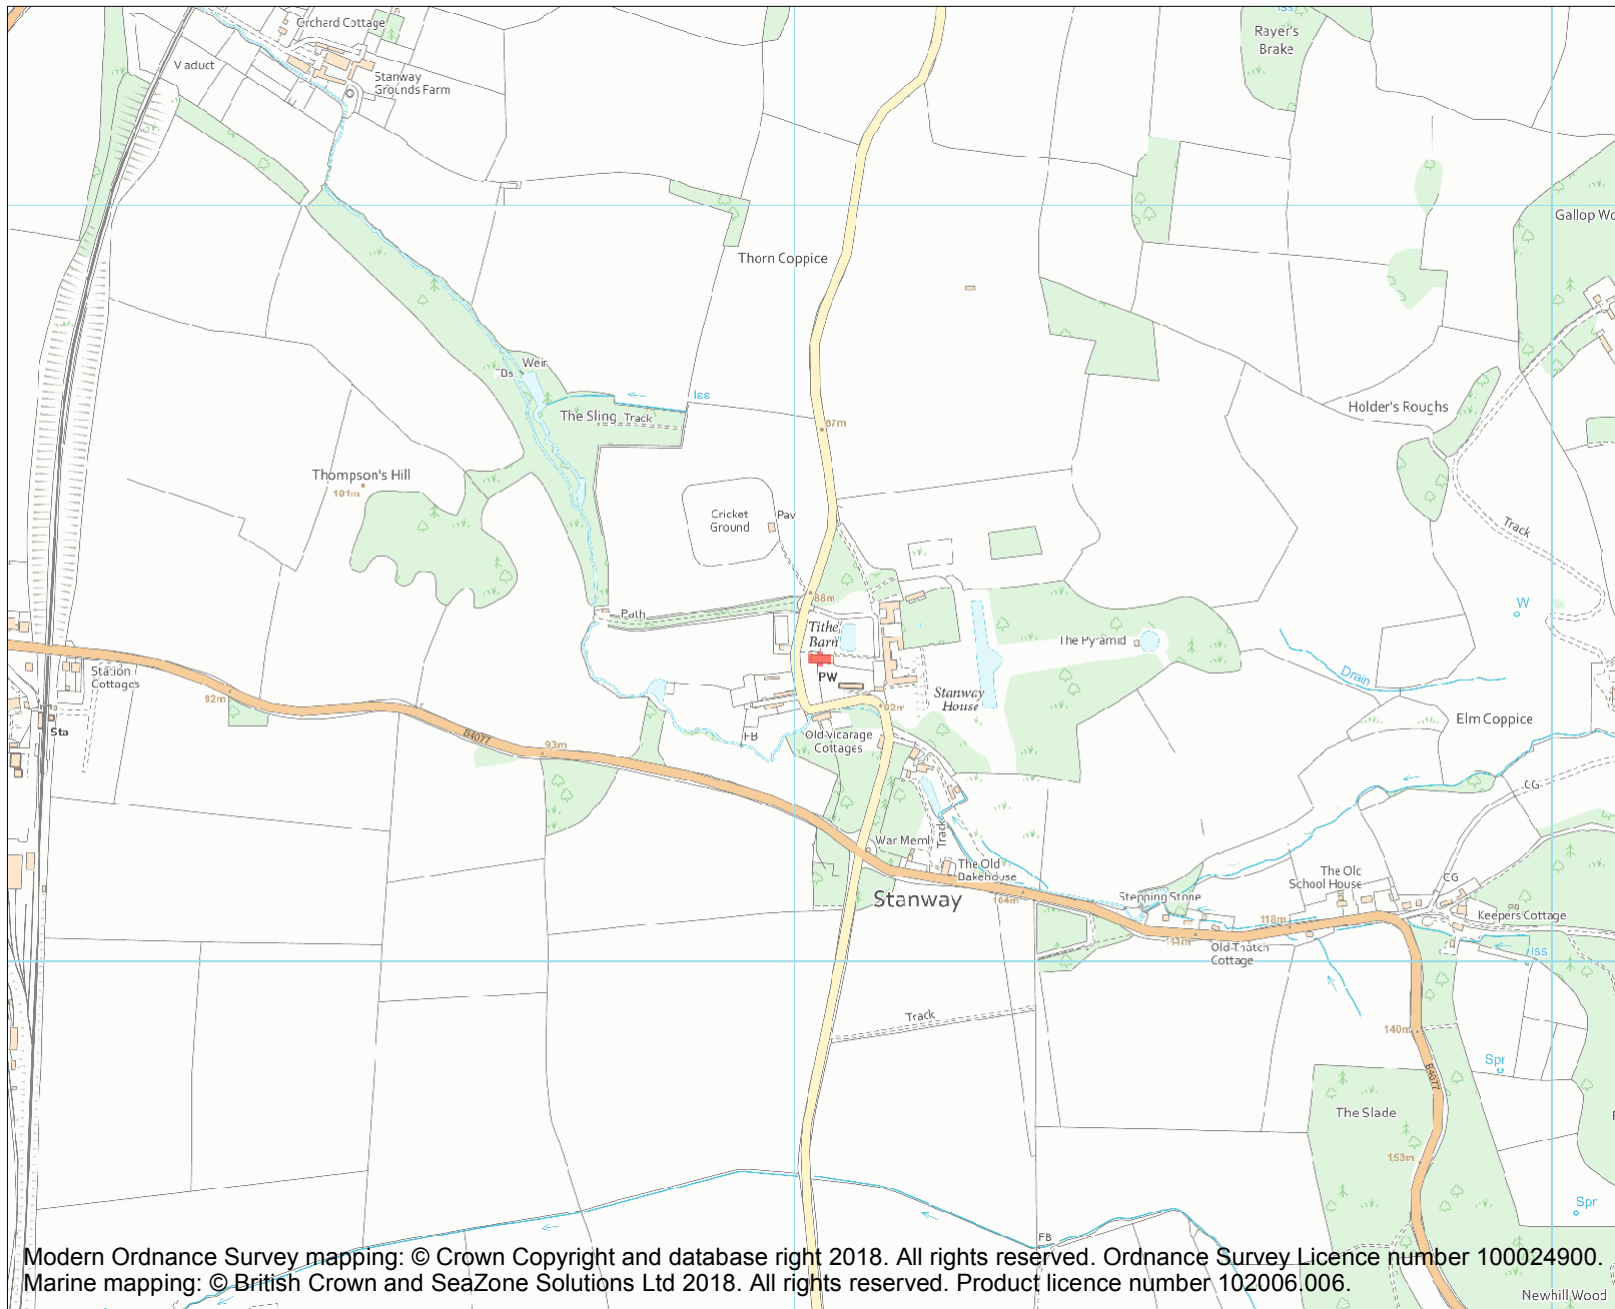 Orchard Cottage
Rayer's
Brake
V aduct
Stanway
Grounds Farm
Gallop Wo
Thorn Coppice
Weir
The Sling
Track
Holder's Roughs
87m
Thompson's Hill
101m
Cricket
Ground
Pav
Track
88m
W
Path
Tithe
Barn
The Pyramid
PW
Station
Cottages
Drain
92m
Stanway
House
Elm Coppice
Sta
B4077
93m
FB
Old Vicarage
Cottages
CG
War Meml
Track
The Old
Bakehouse
The Old
School House
CG
Stanway
104m
Stepping Stone
118m
Keepers Cottage
111m
Old Thatch
Cottage
Iss
Track
140m
Spr
B4077
The Slade
153m
Spr
FB
Modern Ordnance Survey mapping: © Crown Copyright and database right 2018. All rights reserved. Ordnance Survey Licence number 100024900.
Marine mapping: © British Crown and SeaZone Solutions Ltd 2018. All rights reserved. Product licence number 102006.006.
Newhill Wood